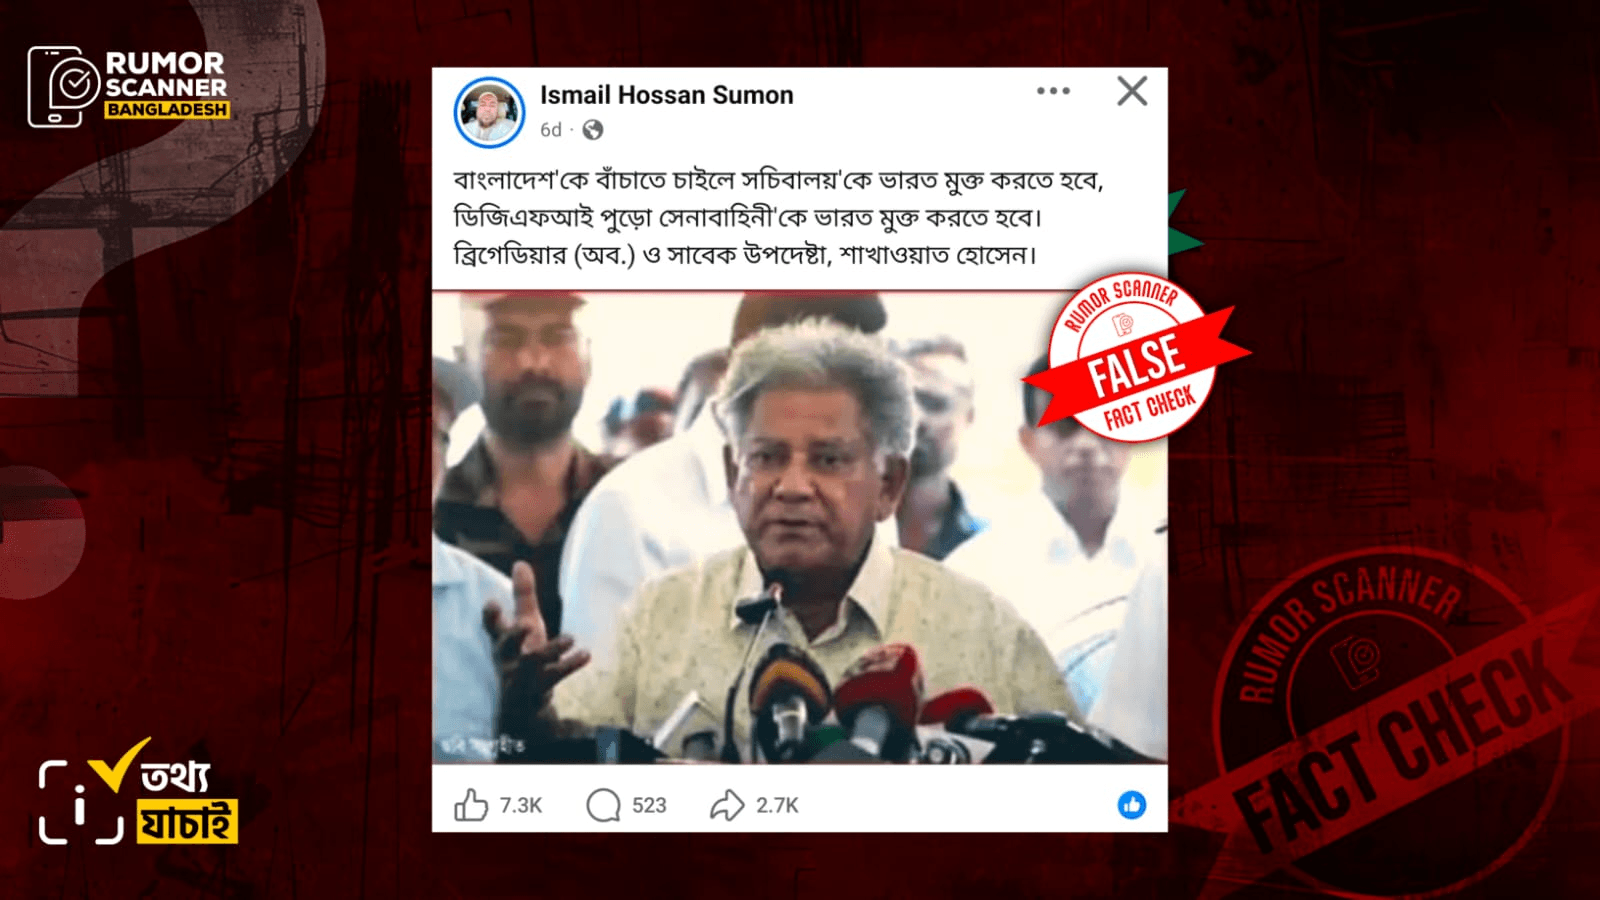 RUMOR
SCANNER
BANGLADESH
Ismail Hossan Sumon
6d ·
বাংলাদেশ'কে বাঁচাতে চাইলে সচিবালয়'কে ভারত মুক্ত করতে হবে,
ডিজিএফআই পুড়ো সেনাবাহিনী'কে ভারত মুক্ত করতে হবে।
ব্রিগেডিয়ার (অব.) ও সাবেক উপদেষ্টা, শাখাওয়াত হোসেন।
RUMOR SCANNER
FALSE
FACT CHECK
ছবি সংগৃহীত
7.3K 523 2.7K
তথ্য
যাচাই
RUMOR SCANNER
FACT CHECK